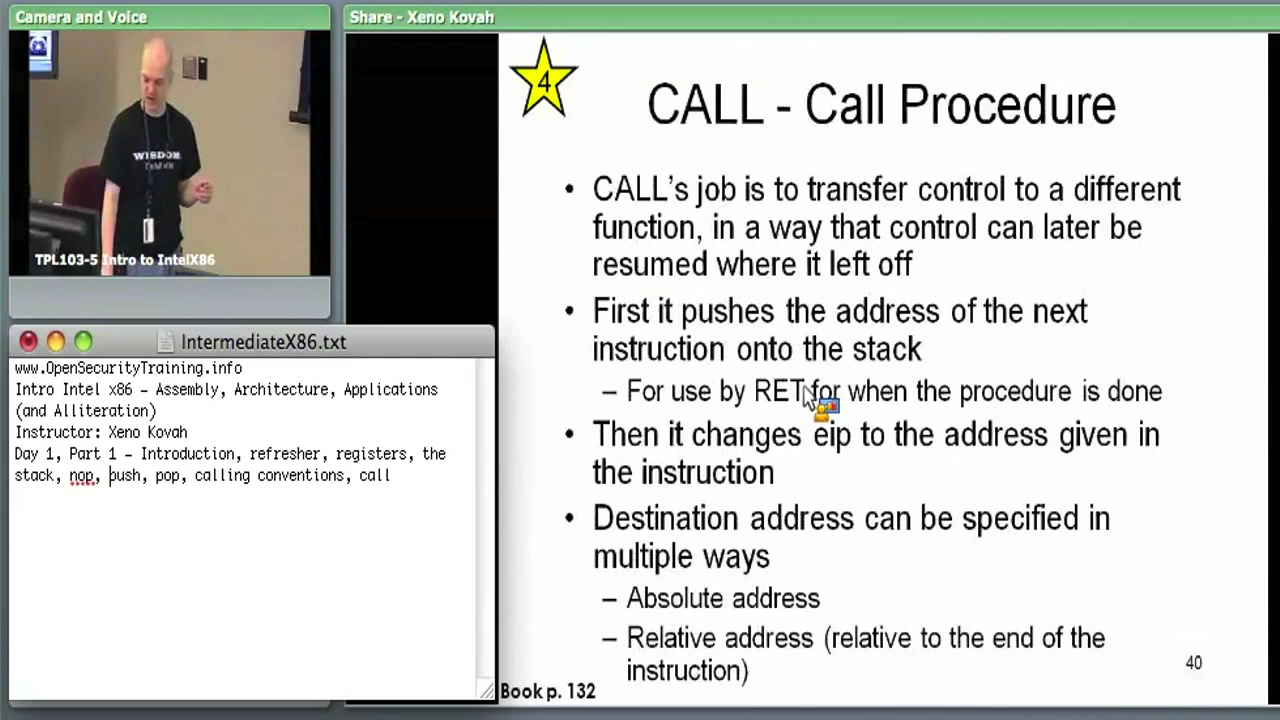 Camera and Voice
WISDOM
TPL103-5 Intro to IntelX86
IntermediateX86.txt
www.OpenSecurityTraining.info
Intro Intel x86 – Assembly, Architecture, Applications
(and Alliteration)
Instructor: Xeno Kovah
Day 1, Part 1 – Introduction, refresher, registers, the
stack, nop, push, pop, calling conventions, call
Share - Xeno Kovah
4
CALL - Call Procedure
• CALL's job is to transfer control to a different
function, in a way that control can later be
resumed where it left off
• First it pushes the address of the next
instruction onto the stack
– For use by RET for when the procedure is done
• Then it changes eip to the address given in
the instruction
• Destination address can be specified in
multiple ways
– Absolute address
– Relative address (relative to the end of the
instruction)
40
Book p. 132